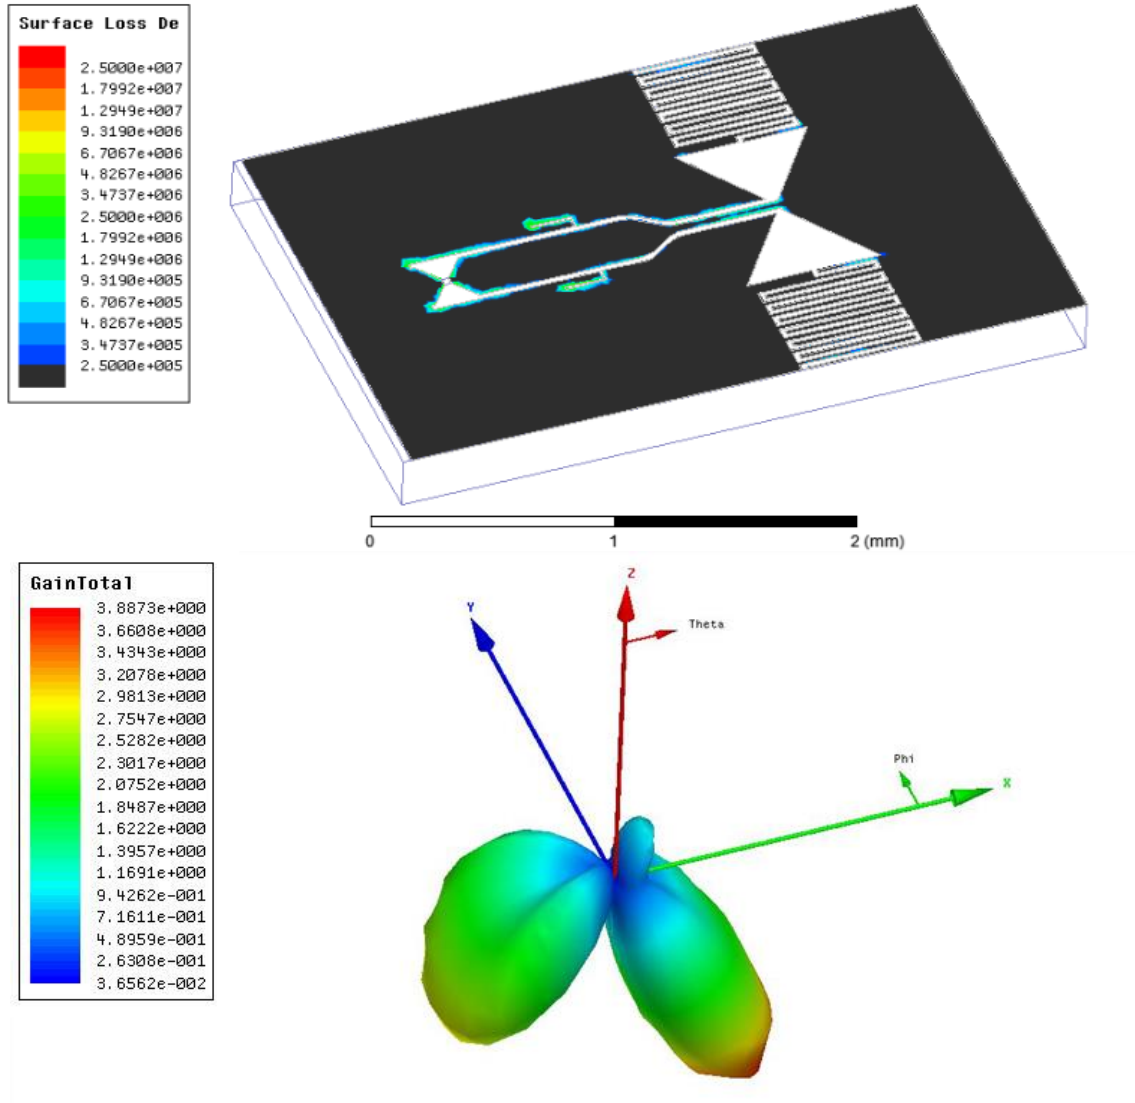 Surface Loss De
2.5000e+007
1.7992e+007
1.2949e+007
9.3190e+006
6.7067e+006
4.8267e+006
3.4737e+006
2.5000e+006
1.7992e+006
1.2949e+006
9.3190e+005
6.7067e+005
4.8267e+005
3.4737e+005
2.5000e+005
0 1 2 (mm)
GainTotal
3.8873e+000
3.6608e+000
3.4343e+000
3.2078e+000
2.9813e+000
2.7547e+000
2.5282e+000
2.3017e+000
2.0752e+000
1.8487e+000
1.6222e+000
1.3957e+000
1.1691e+000
9.4262e-001
7.1611e-001
4.8959e-001
2.6308e-001
3.6562e-002
Z
Y
Theta
Phi
X